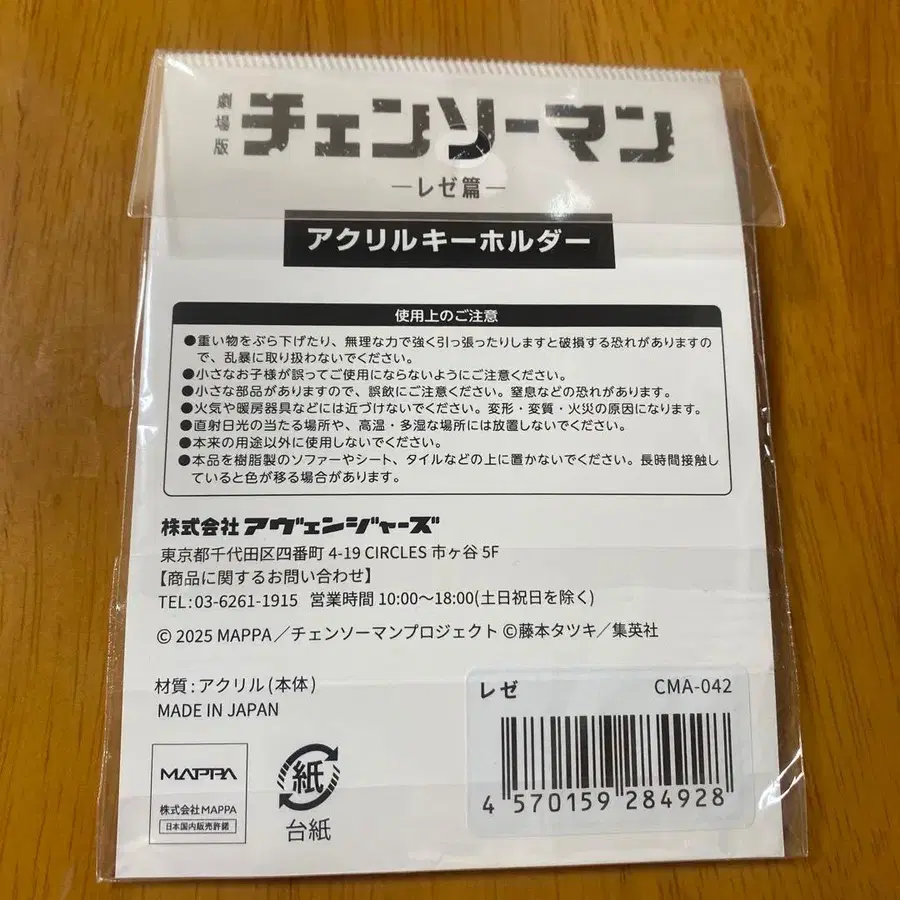 劇場版 チェンソーマン
―レゼ篇―
アクリルキーホルダー
使用上のご注意
●重い物をぶら下げたり、無理な力で強く引っ張ったりしますと破損する恐れがありますの
で、乱暴に取り扱わないでください。
●小さなお子様が誤ってご使用にならないようにご注意ください。
●小さな部品がありますので、誤飲にご注意ください。窒息などの恐れがあります。
●火気や暖房器具などには近づけないでください。変形・変質・火災の原因になります。
●直射日光の当たる場所や、高温・多湿な場所には放置しないでください。
●本来の用途以外に使用しないでください。
●本品を樹脂製のソファーやシート、タイルなどの上に置かないでください。長時間接触し
ていると色が移る場合があります。
株式会社 アヴェンジャーズ
東京都千代田区四番町 4-19 CIRCLES 市ヶ谷 5F
【商品に関するお問い合わせ】
TEL:03-6261-1915 営業時間 10:00〜18:00(土日祝日を除く)
© 2025 MAPPA／チェンソーマンプロジェクト ©藤本タツキ／集英社
材質:アクリル(本体)
MADE IN JAPAN
レゼ CMA-042
4 570159 284928
MAPPA
株式会社MAPPA
日本国内販売許諾
紙
台紙